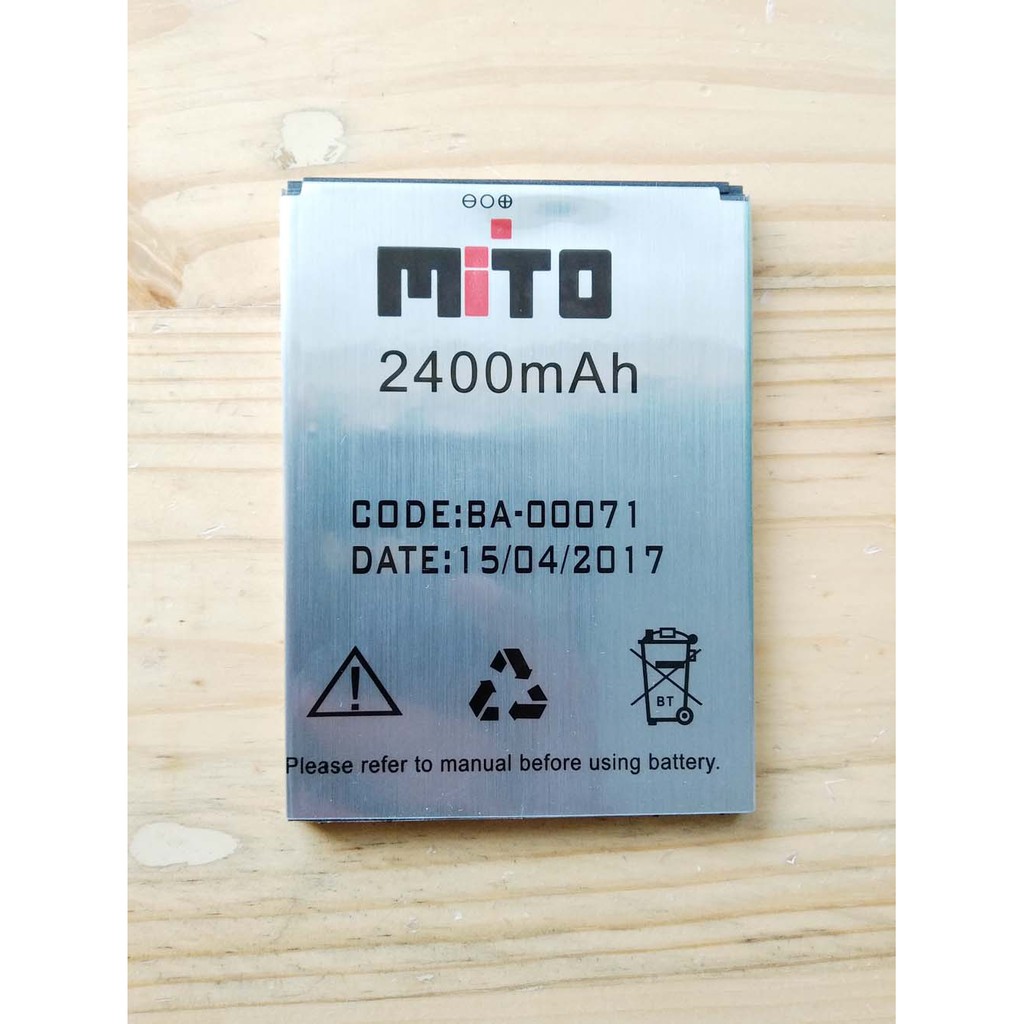 MiTO
2400mAh
CODE:BA-00071
DATE:15/04/2017
BT
Please refer to manual before using battery.